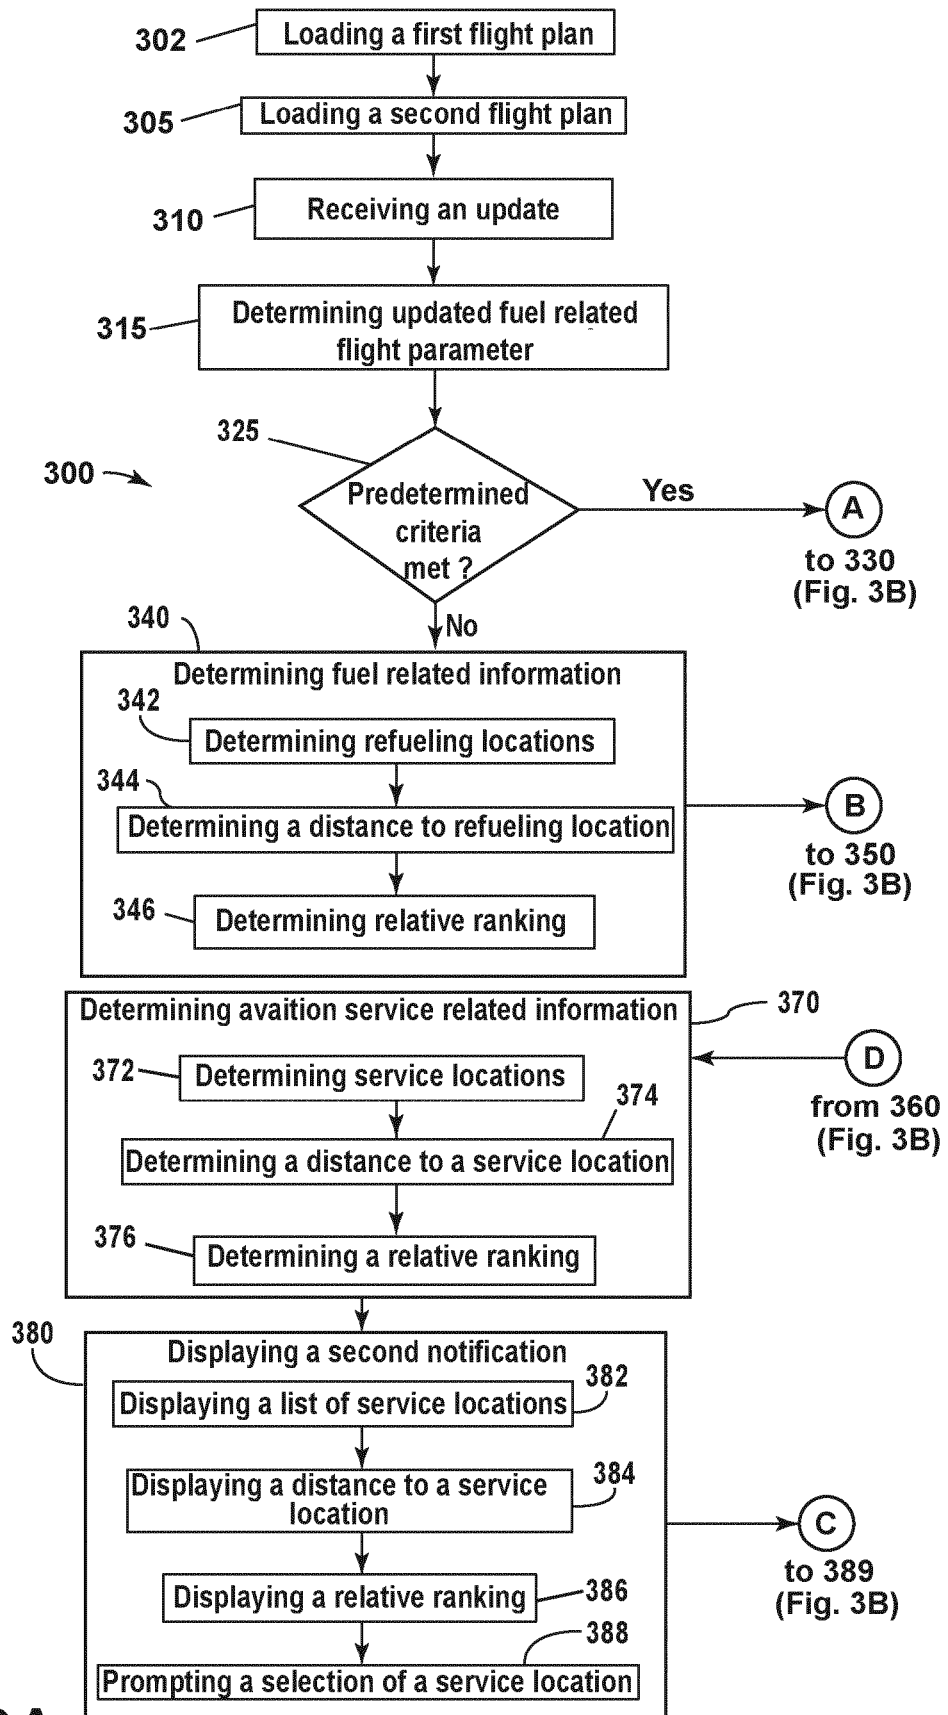 302
Loading a first flight plan
305
Loading a second flight plan
310
Receiving an update
315
Determining updated fuel related
flight parameter
325
300
Predetermined
criteria
met ?
Yes
A
to 330
(Fig. 3B)
No
340
Determining fuel related information
342
Determining refueling locations
344
Determining a distance to refueling location
346
Determining relative ranking
B
to 350
(Fig. 3B)
Determining avaition service related information
370
372
Determining service locations
374
Determining a distance to a service location
376
Determining a relative ranking
D
from 360
(Fig. 3B)
380
Displaying a second notification
382
Displaying a list of service locations
384
Displaying a distance to a service
location
Displaying a relative ranking
386
388
Prompting a selection of a service location
C
to 389
(Fig. 3B)